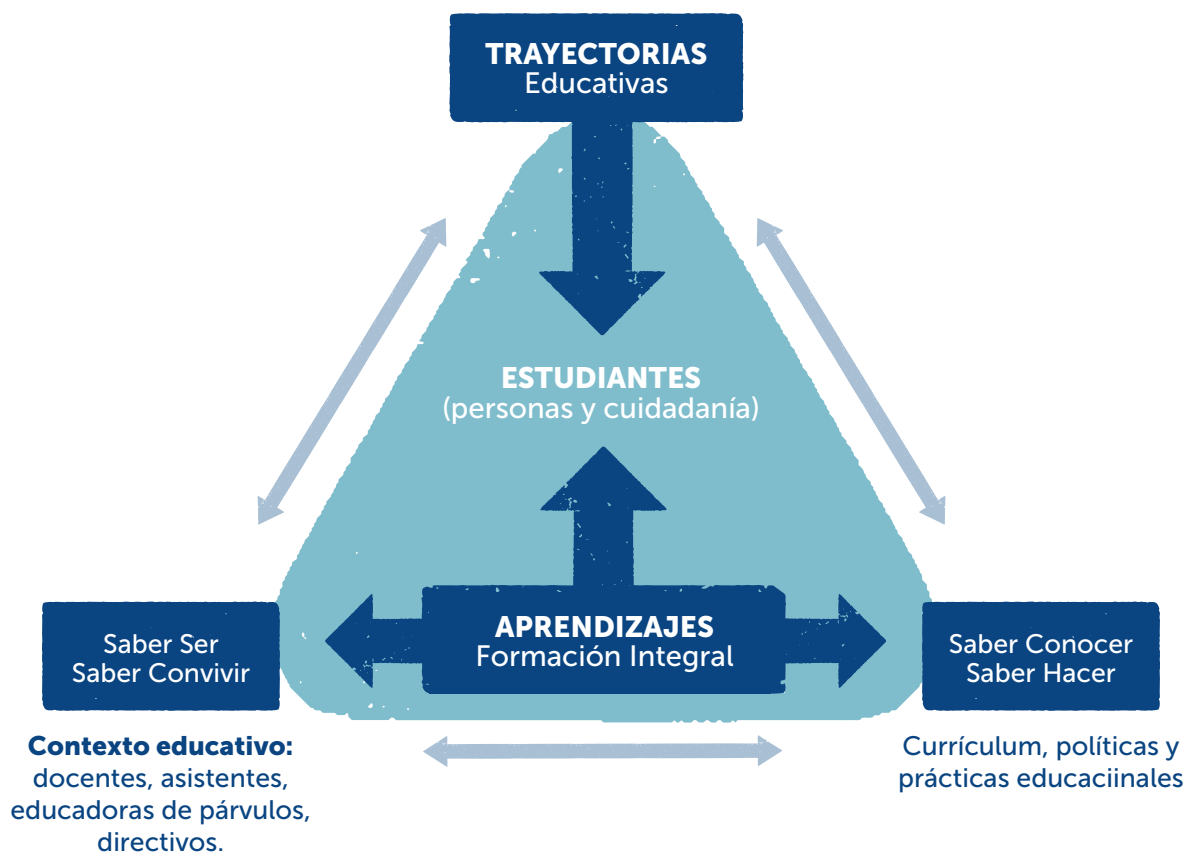 TRAYECTORIAS
Educativas
ESTUDIANTES
(personas y cuidadanía)
APRENDIZAJES
Formación Integral
Saber Ser
Saber Convivir
Saber Conocer
Saber Hacer
Contexto educativo:
docentes, asistentes,
educadoras de párvulos,
directivos.
Currículum, políticas y
prácticas educaciinales